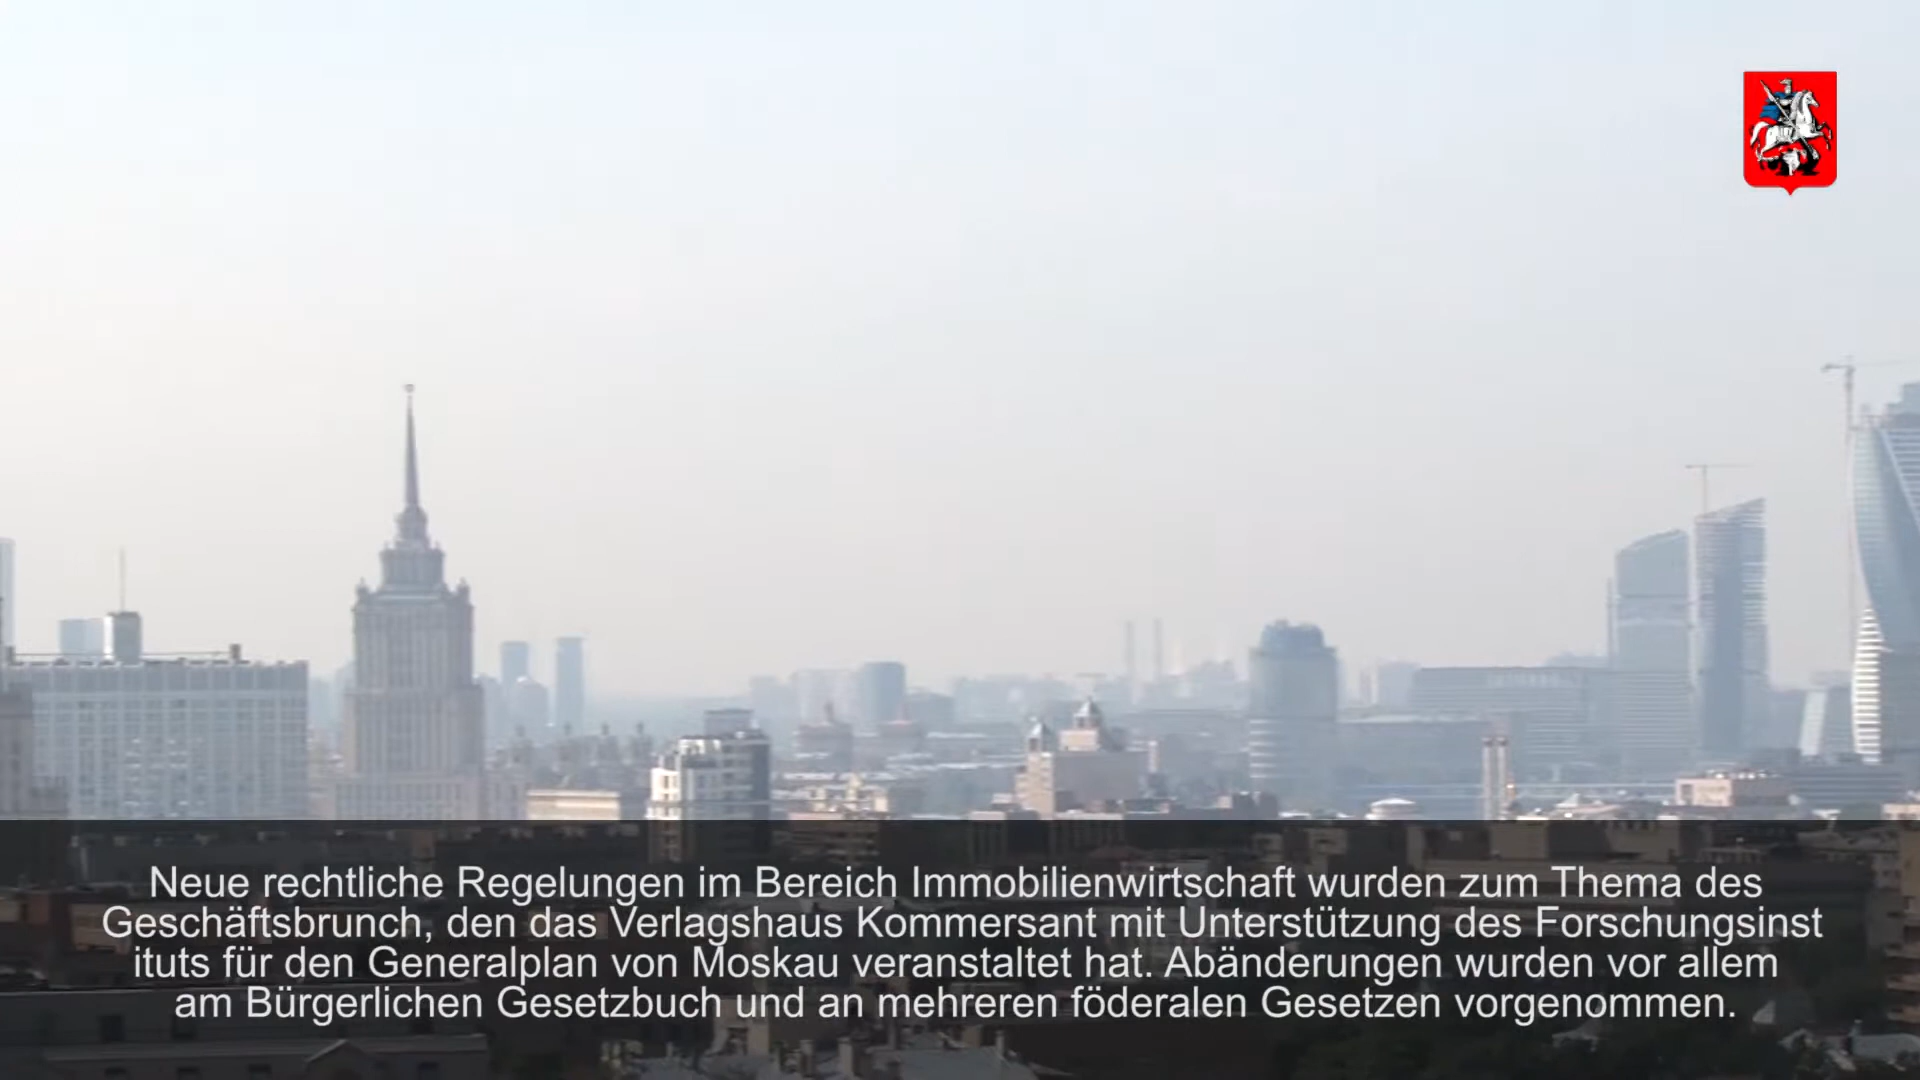 Neue rechtliche Regelungen im Bereich Immobilienwirtschaft wurden zum Thema des
Geschäftsbrunch, den das Verlagshaus Kommersant mit Unterstützung des Forschungsinst
ituts für den Generalplan von Moskau veranstaltet hat. Abänderungen wurden vor allem
am Bürgerlichen Gesetzbuch und an mehreren föderalen Gesetzen vorgenommen.